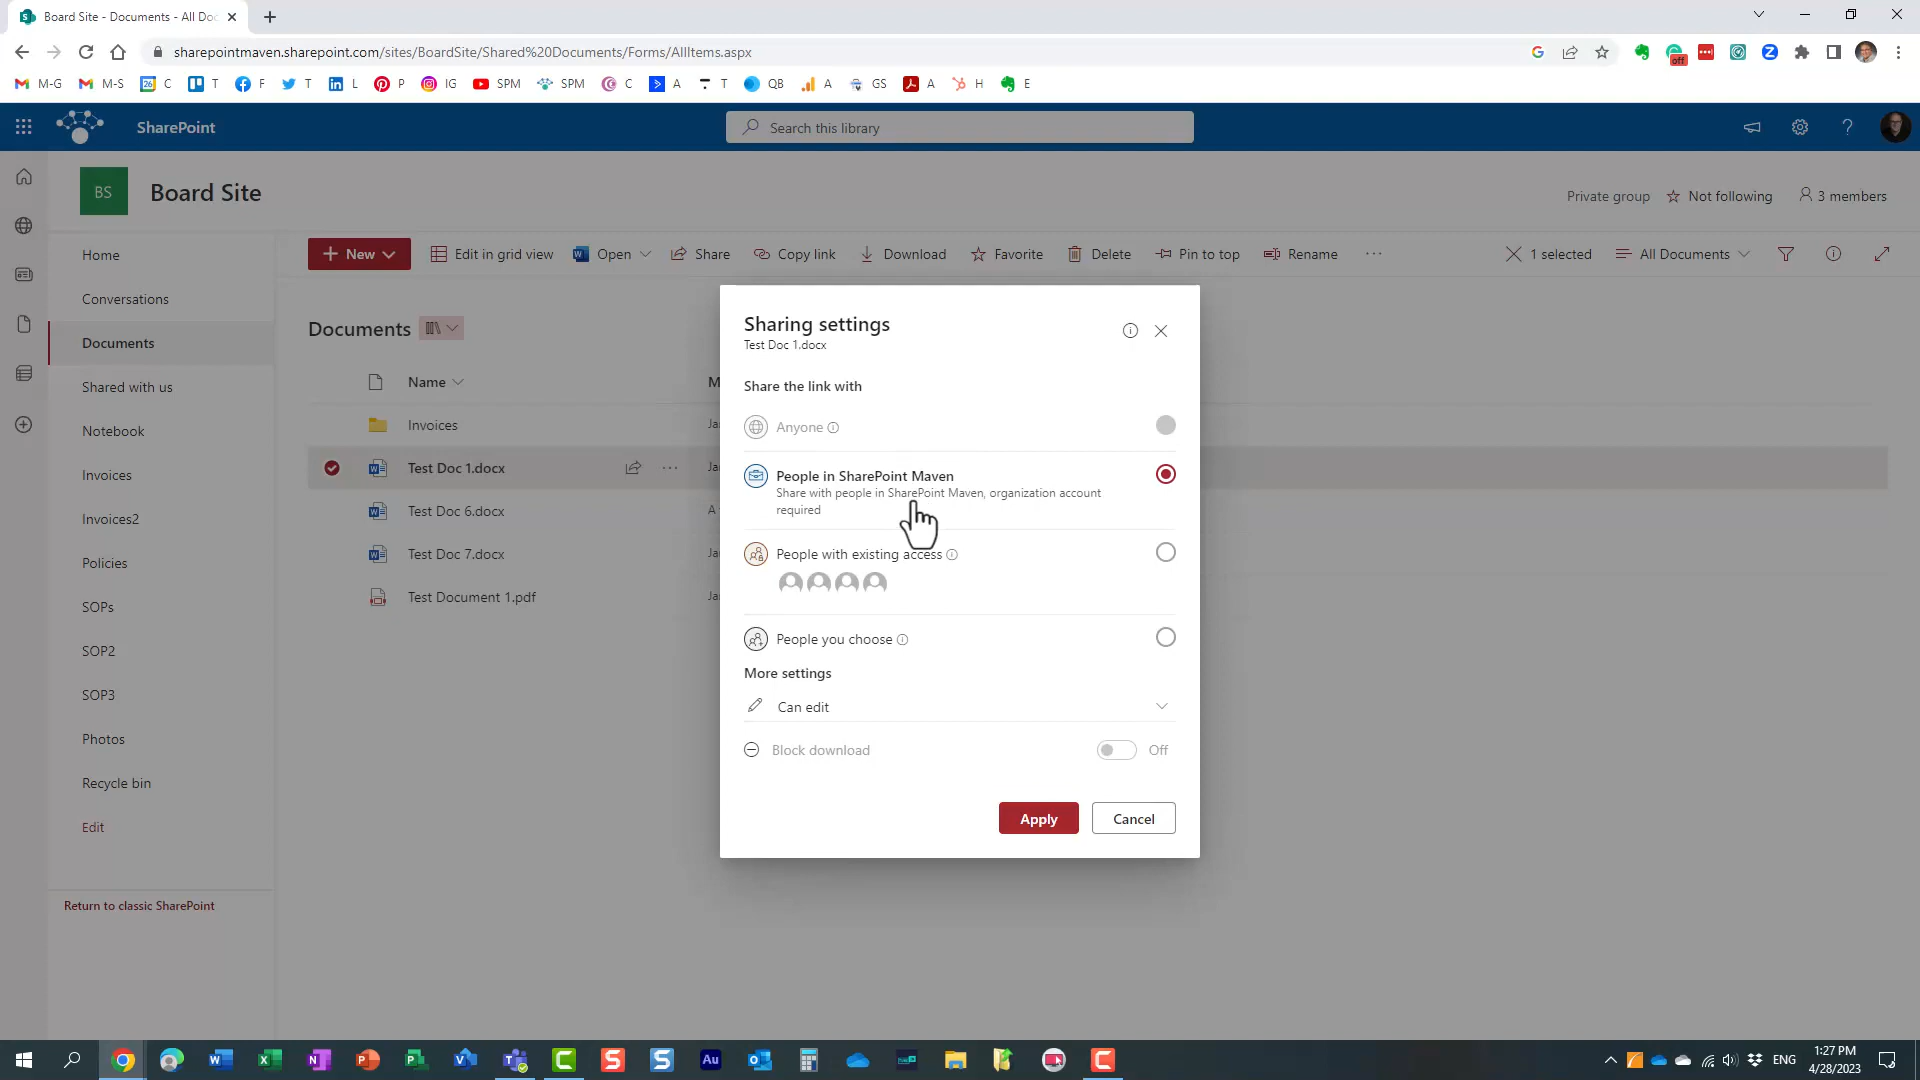 Board Site - Documents - All Doc
sharepointmaven.sharepoint.com/sites/BoardSite/Shared%20Documents/Forms/AllItems.aspx
off
M-G M-S 26 C T F T L P IG SPM SPM C A T QB A GS A H E
SharePoint
Search this library
BS
Board Site
Private group
Not following
3 members
Home
Conversations
Documents
Shared with us
Notebook
Invoices
Invoices2
Policies
SOPs
SOP2
SOP3
Photos
Recycle bin
Edit
Return to classic SharePoint
New
Edit in grid view
Open
Share
Copy link
Download
Favorite
Delete
Pin to top
Rename
1 selected
All Documents
Documents
Name
M
Invoices
Ja
Test Doc 1.docx
Ja
Test Doc 6.docx
A
Test Doc 7.docx
Ja
Test Document 1.pdf
Ja
Sharing settings
Test Doc 1.docx
Share the link with
Anyone
People in SharePoint Maven
Share with people in SharePoint Maven, organization account
required
People with existing access
People you choose
More settings
Can edit
Block download
Off
Apply
Cancel
Au
ENG
1:27 PM
4/28/2023